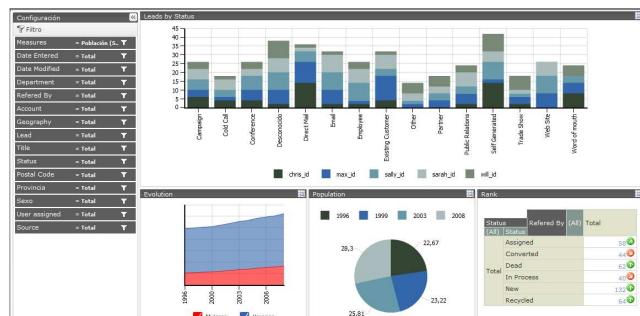 Configuración
Filtro
Measures = Población (S..
Date Entered = Total
Date Modified = Total
Department = Total
Refered By = Total
Account = Total
Geography = Total
Lead = Total
Title = Total
Status = Total
Postal Code = Total
Provincia = Total
Sexo = Total
User assigned = Total
Source = Total
Leads by Status
45
40
35
30
25
20
15
10
5
0
Campaign
Cold Call
Conference
Desconocido
Direct Mail
Email
Employee
Existing Customer
Other
Partner
Public Relations
Self Generated
Trade Show
Web Site
Word of mouth
chris_id max_id sally_id sarah_id will_id
Evolution
1996
2000
2003
2006
Population
1996 1999 2003 2008
28,3
22,67
23,22
25,81
Rank
Status Refered By (All) Total
(All) Status
Total
Assigned 58
Converted 44
Dead 62
In Process 40
New 132
Recycled 64